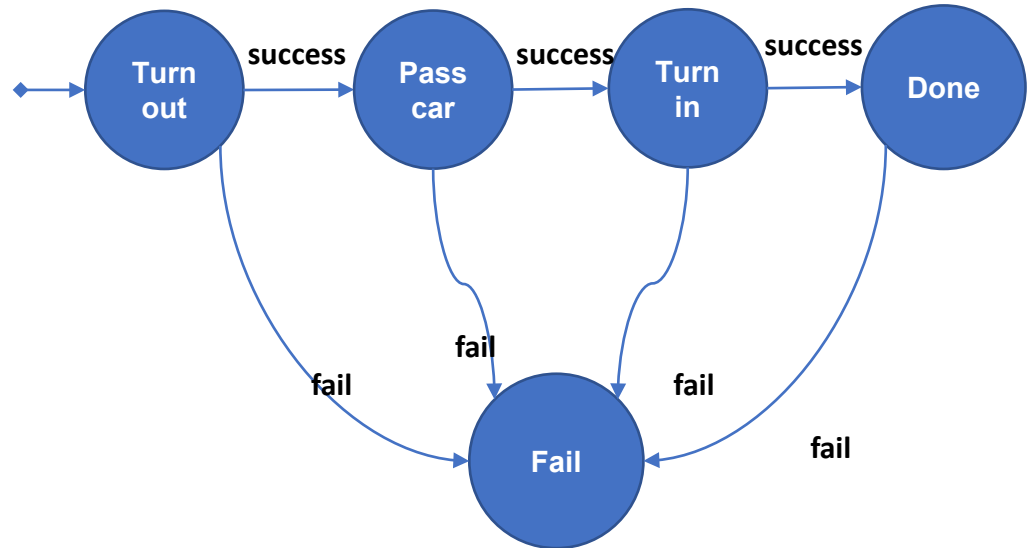 success
success
success
Turn
out
Pass
car
Turn
in
Done
fail
fail
fail
fail
Fail